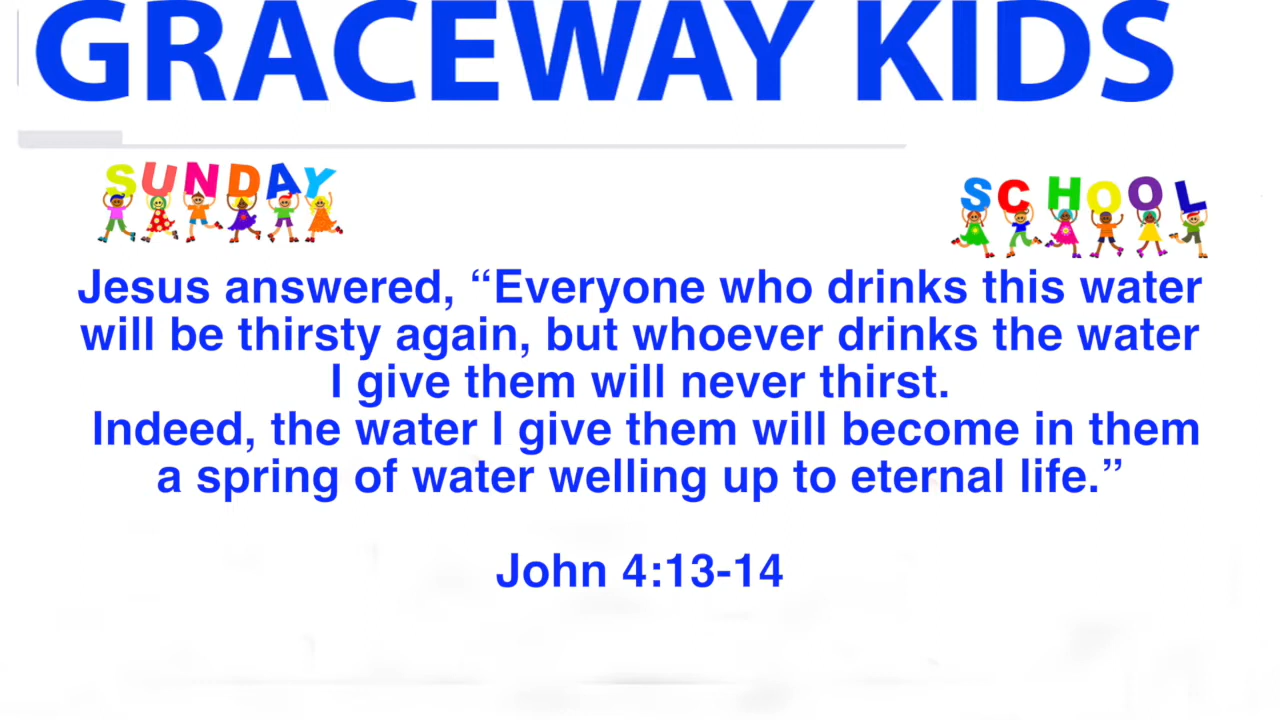 GRACEWAY KIDS
SUNDAY SCHOOL
Jesus answered, “Everyone who drinks this water
will be thirsty again, but whoever drinks the water
I give them will never thirst.
Indeed, the water I give them will become in them
a spring of water welling up to eternal life.”
John 4:13-14